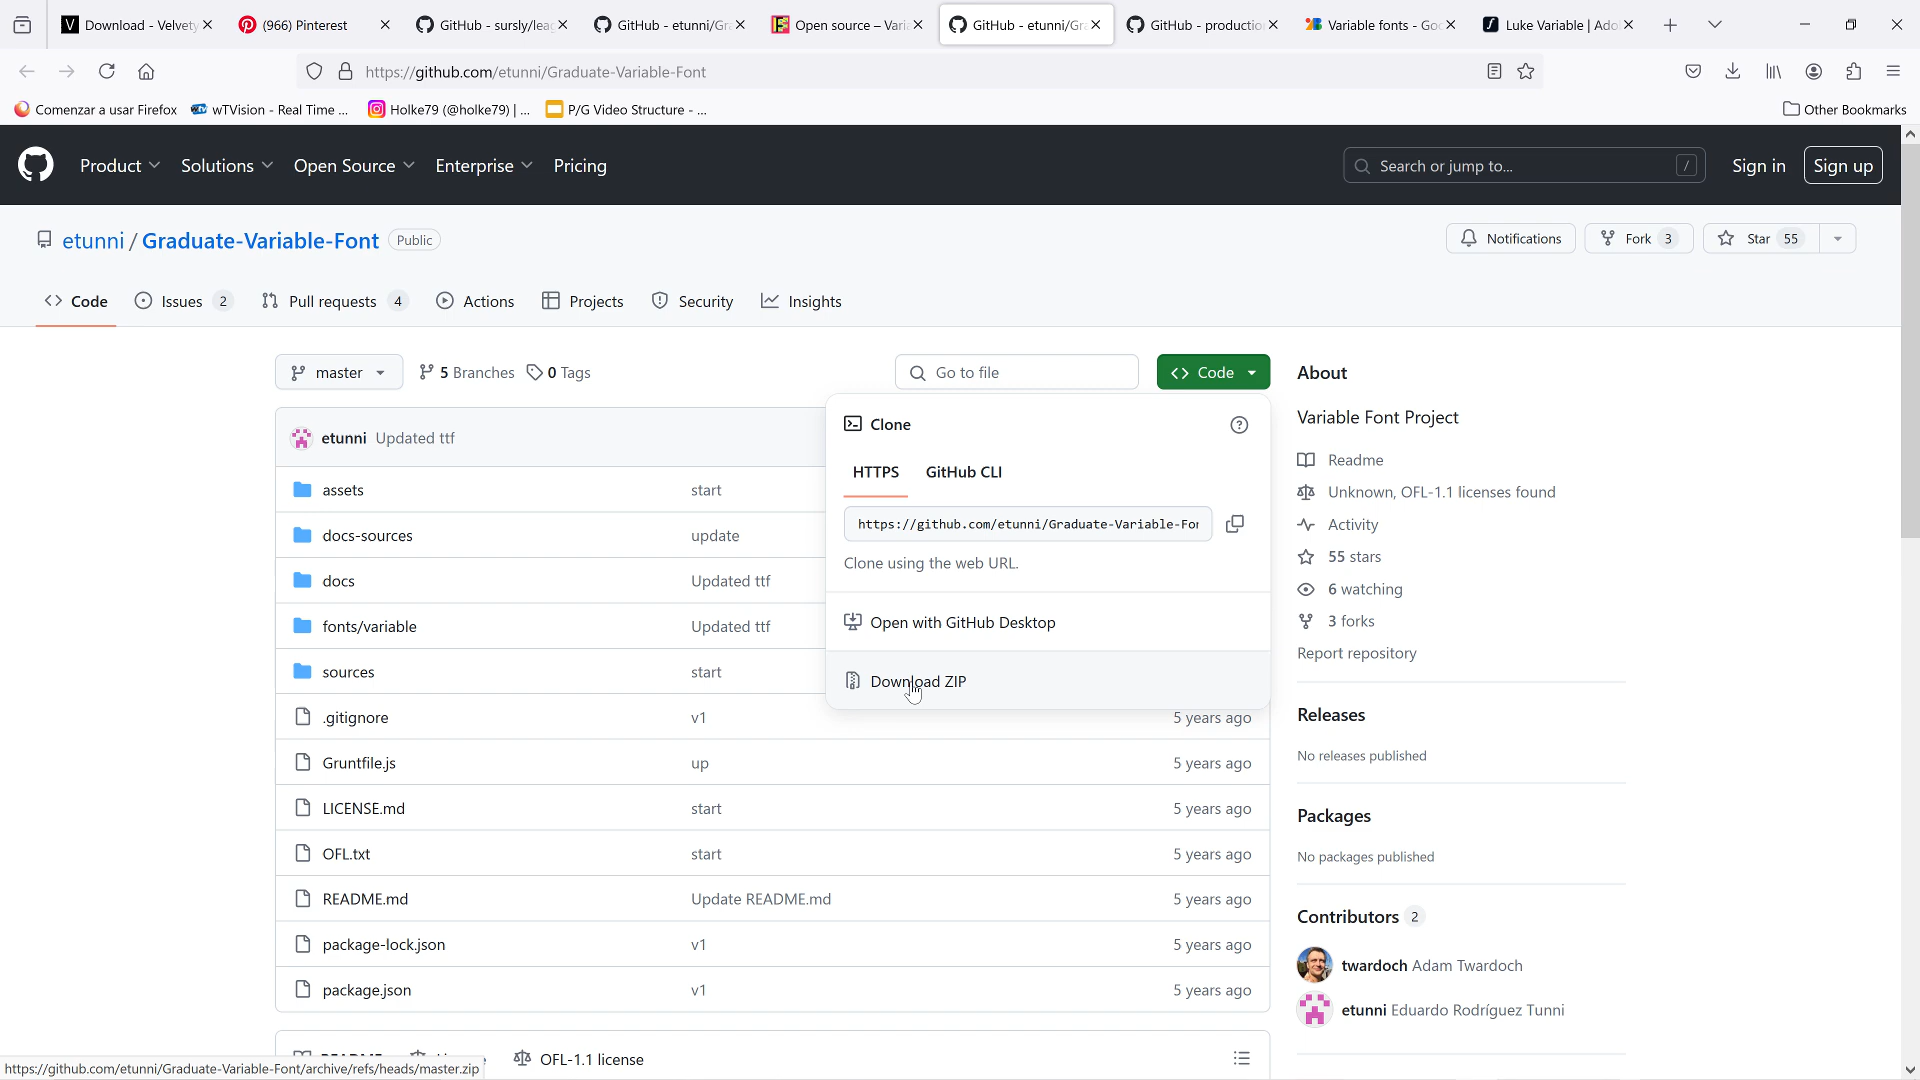 Download - Velvety
(966) Pinterest
GitHub - sursly/leag
GitHub - etunni/Gra
Open source – Varia
GitHub - etunni/Gra
GitHub - productio
Variable fonts - Goo
Luke Variable | Ado
https://github.com/etunni/Graduate-Variable-Font
Comenzar a usar Firefox
wTVision - Real Time ...
Holke79 (@holke79) | ...
P/G Video Structure - ...
Other Bookmarks
Product
Solutions
Open Source
Enterprise
Pricing
Search or jump to...
/
Sign in
Sign up
etunni / Graduate-Variable-Font
Public
Notifications
Fork 3
Star 55
Code
Issues 2
Pull requests 4
Actions
Projects
Security
Insights
master
5 Branches
0 Tags
Go to file
Code
etunni Updated ttf
assets start
docs-sources update
docs Updated ttf
fonts/variable Updated ttf
sources start
.gitignore v1 5 years ago
Gruntfile.js up 5 years ago
LICENSE.md start 5 years ago
OFL.txt start 5 years ago
README.md Update README.md 5 years ago
package-lock.json v1 5 years ago
package.json v1 5 years ago
Clone
HTTPS
GitHub CLI
https://github.com/etunni/Graduate-Variable-For
Clone using the web URL.
Open with GitHub Desktop
Download ZIP
About
Variable Font Project
Readme
Unknown, OFL-1.1 licenses found
Activity
55 stars
6 watching
3 forks
Report repository
Releases
No releases published
Packages
No packages published
Contributors 2
twardoch Adam Twardoch
etunni Eduardo Rodríguez Tunni
OFL-1.1 license
https://github.com/etunni/Graduate-Variable-Font/archive/refs/heads/master.zip